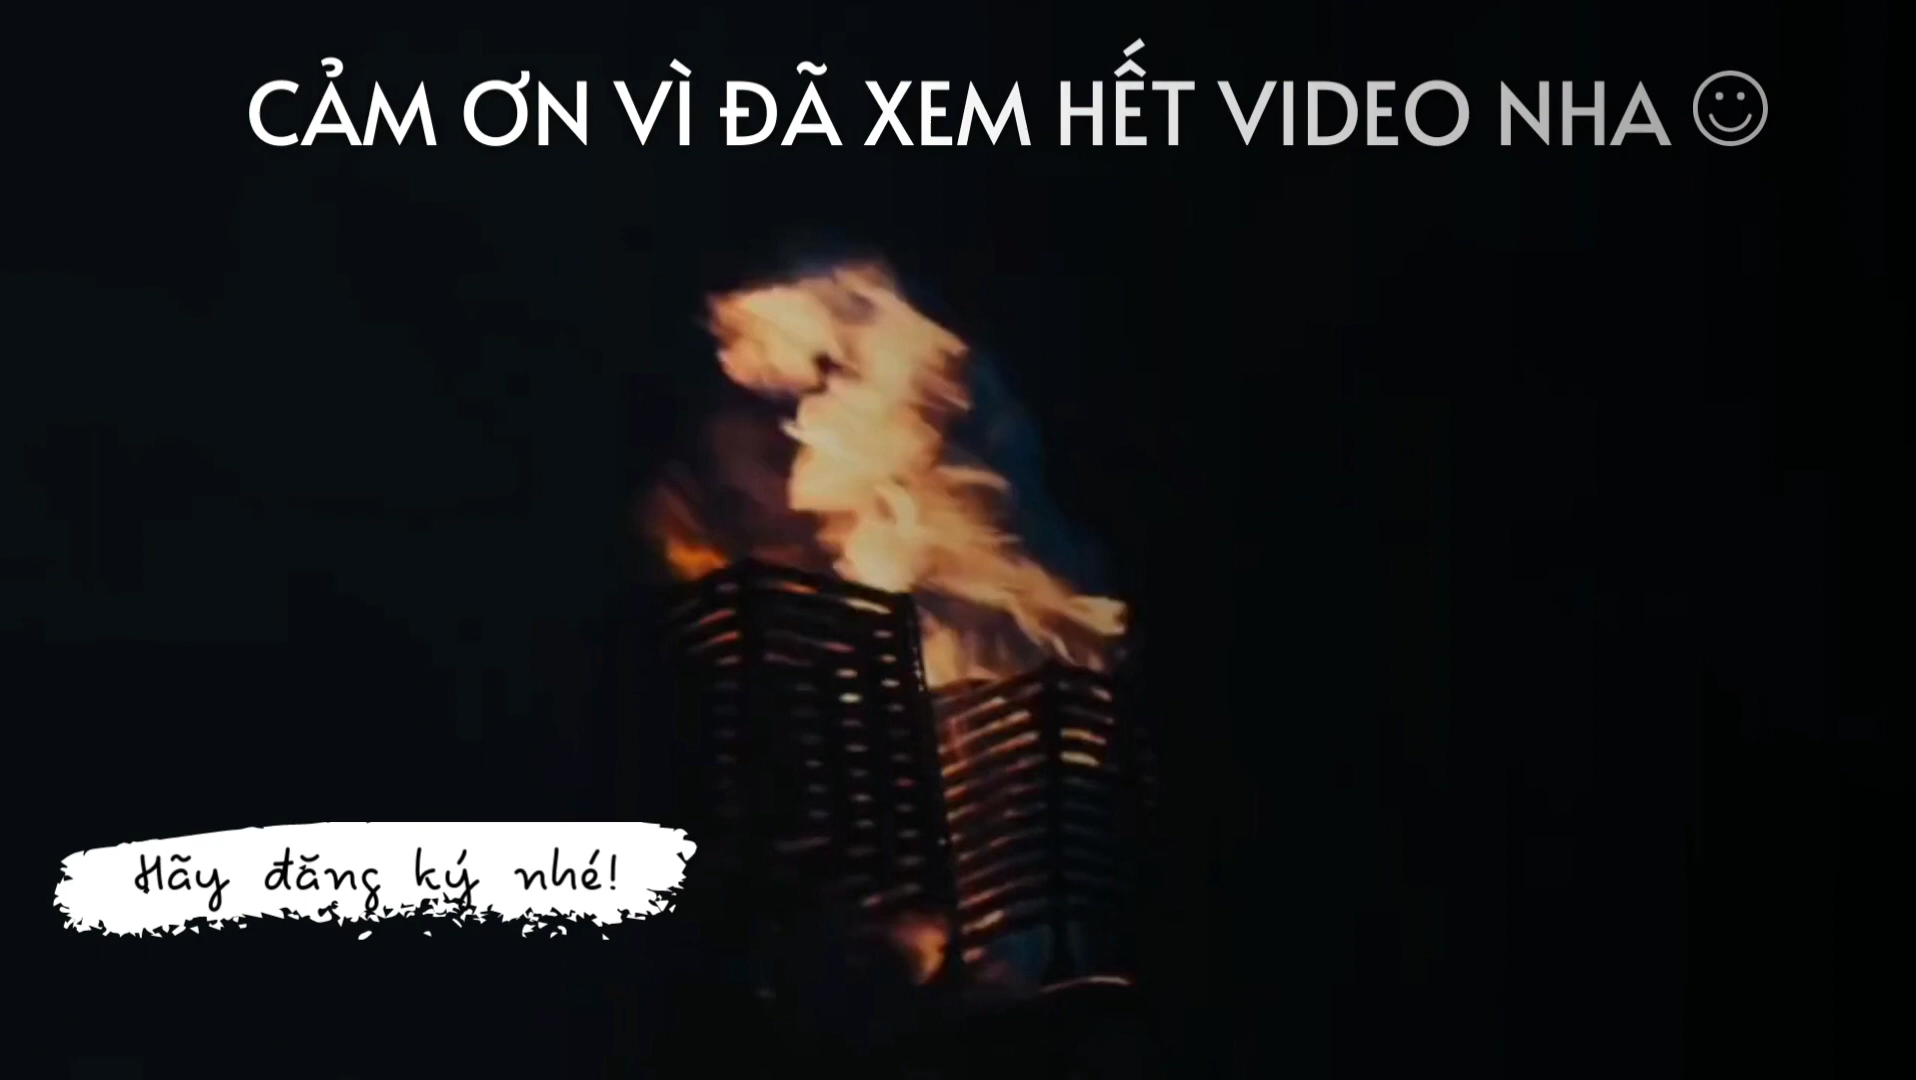 CẢM ƠN VÌ ĐÃ XEM HẾT VIDEO NHA ☺
Hãy đăng ký nhé!